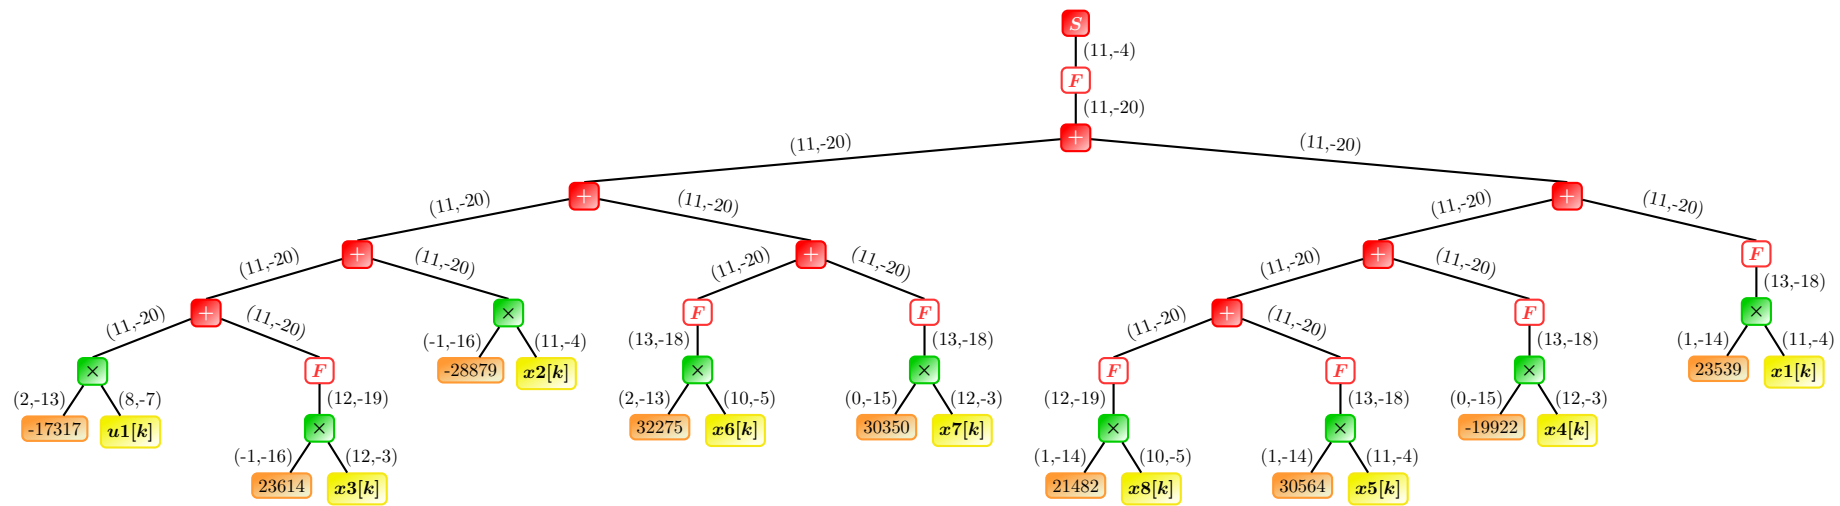 S
(11,-4)
F
(11,-20)
+
(11,-20) (11,-20)
+ +
(11,-20) (11,-20) (11,-20) (11,-20)
+ + + F
(11,-20) (11,-20) (11,-20) (11,-20) (11,-20) (11,-20) (13,-18)
+ × F F + F ×
(11,-20) (11,-20) (-1,-16) (11,-4) (13,-18) (13,-18) (11,-20) (11,-20) (13,-18) (1,-14) (11,-4)
× F -28879 x2[k] × × F F × 23539 x1[k]
(2,-13) (8,-7) (12,-19) (2,-13) (10,-5) (0,-15) (12,-3) (12,-19) (13,-18) (0,-15) (12,-3)
-17317 u1[k] × 32275 x6[k] 30350 x7[k] × × -19922 x4[k]
(-1,-16) (12,-3) (1,-14) (10,-5) (1,-14) (11,-4)
23614 x3[k] 21482 x8[k] 30564 x5[k]